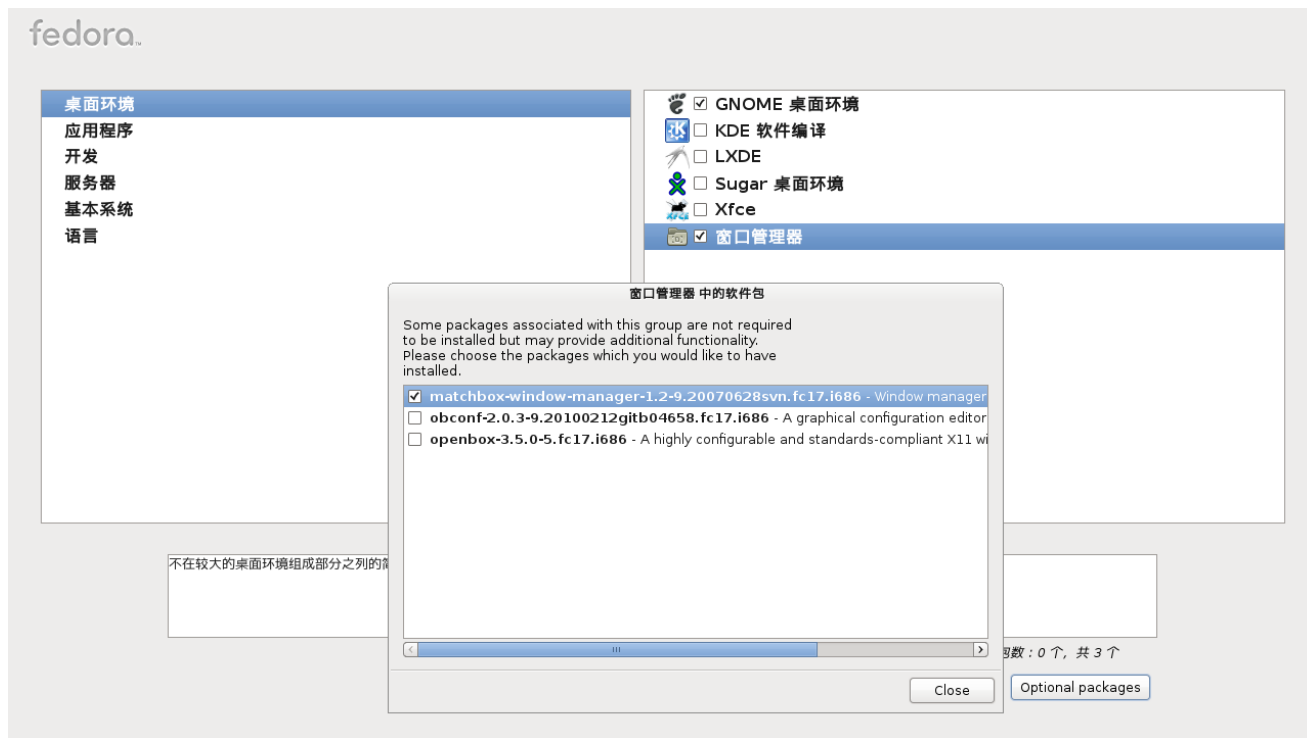 fedora™
桌面环境
应用程序
开发
服务器
基本系统
语言
GNOME 桌面环境
KDE 软件编译
LXDE
Sugar 桌面环境
Xfce
窗口管理器
窗口管理器 中的软件包
Some packages associated with this group are not required
to be installed but may provide additional functionality.
Please choose the packages which you would like to have
installed.
matchbox-window-manager-1.2-9.20070628svn.fc17.i686 - Window manager
obconf-2.0.3-9.20100212gitb04658.fc17.i686 - A graphical configuration editor
openbox-3.5.0-5.fc17.i686 - A highly configurable and standards-compliant X11 wi
不在较大的桌面环境组成部分之列的
数：0 个，共 3 个
Close
Optional packages